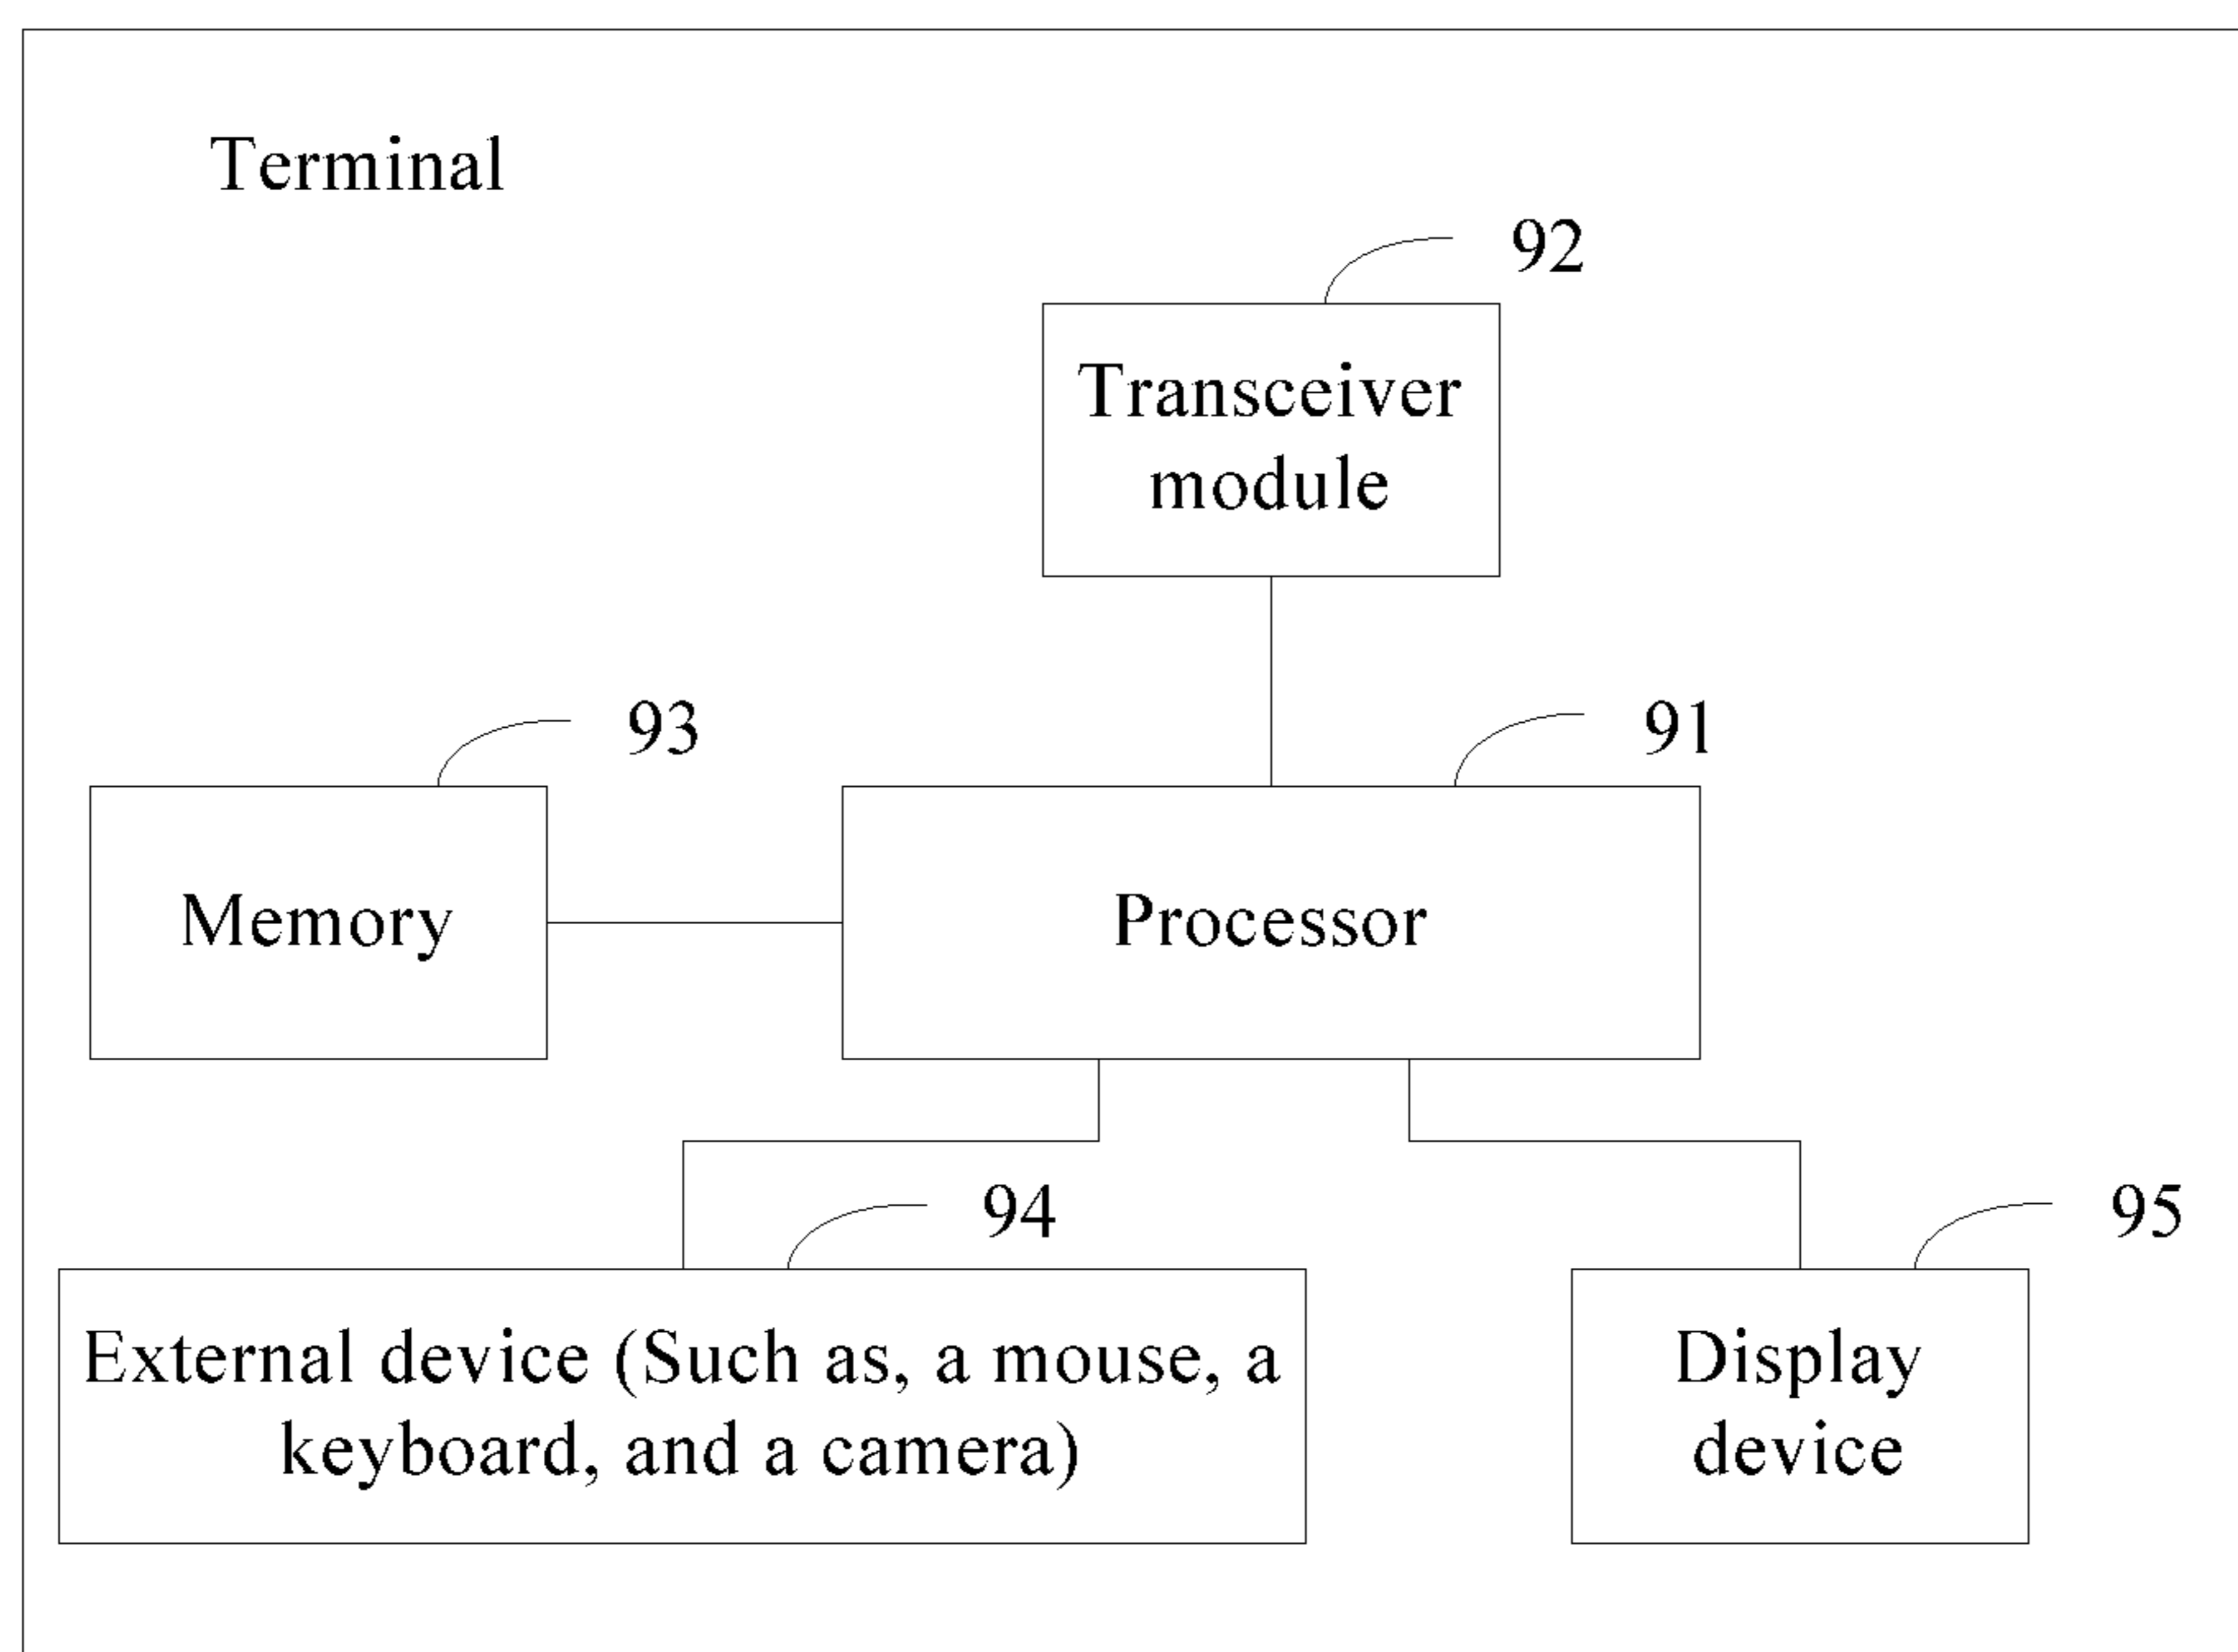 Terminal
92
Transceiver
module
93
91
Memory
Processor
94
95
External device (Such as, a mouse, a
keyboard, and a camera)
Display
device